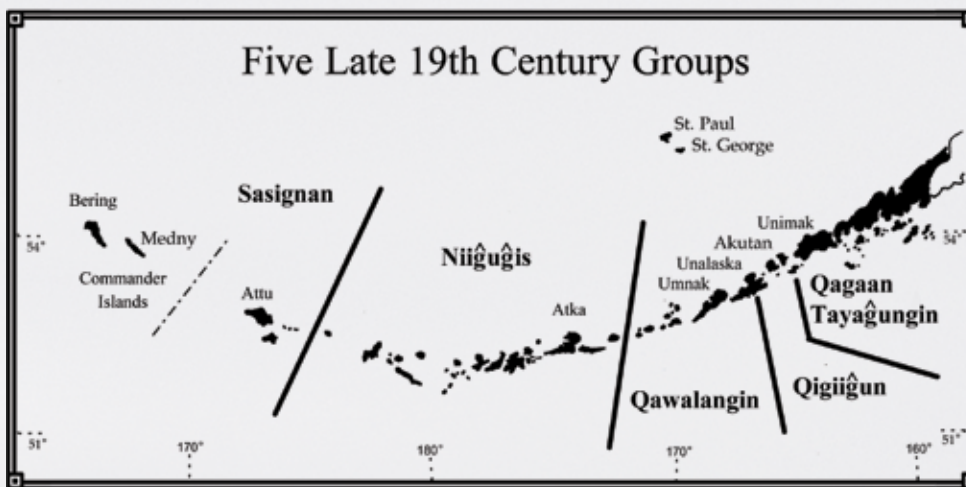 Five Late 19th Century Groups
St. Paul
St. George
Sasignan
Bering
Medny
Commander
Islands
54°
Niiĝuĝis
Unimak
Akutan
Unalaska
Umnak
54°
Attu
Atka
Qagaan
Tayaĝungin
Qawalangin
Qigiiĝun
51°
170°
180°
170°
160°
51°